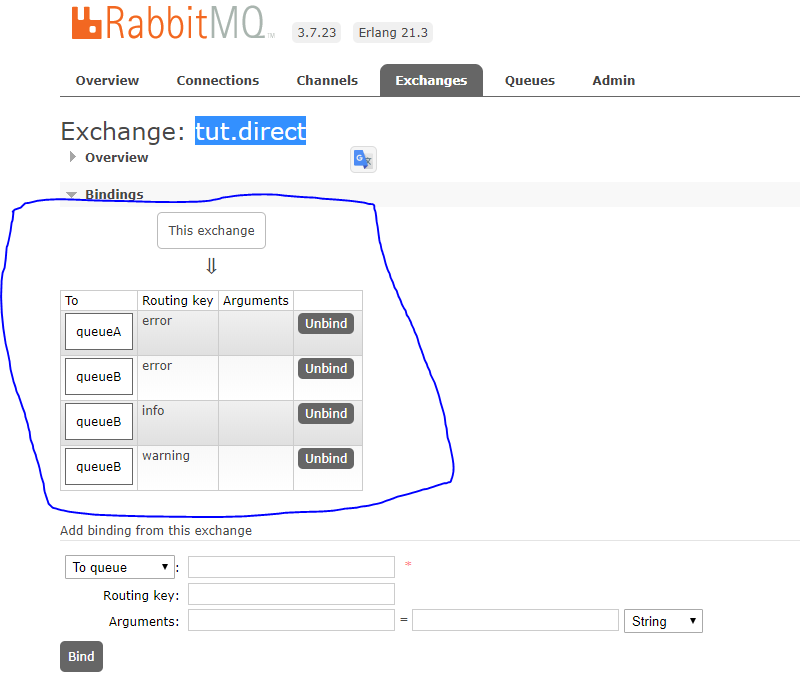 RabbitMQ TM 3.7.23 Erlang 21.3
Overview Connections Channels Exchanges Queues Admin
Exchange: tut.direct
Overview
Bindings
This exchange
⇓
To Routing key Arguments
queueA error Unbind
queueB error Unbind
queueB info Unbind
queueB warning Unbind
Add binding from this exchange
To queue ▼ : *
Routing key:
Arguments: = String ▼
Bind